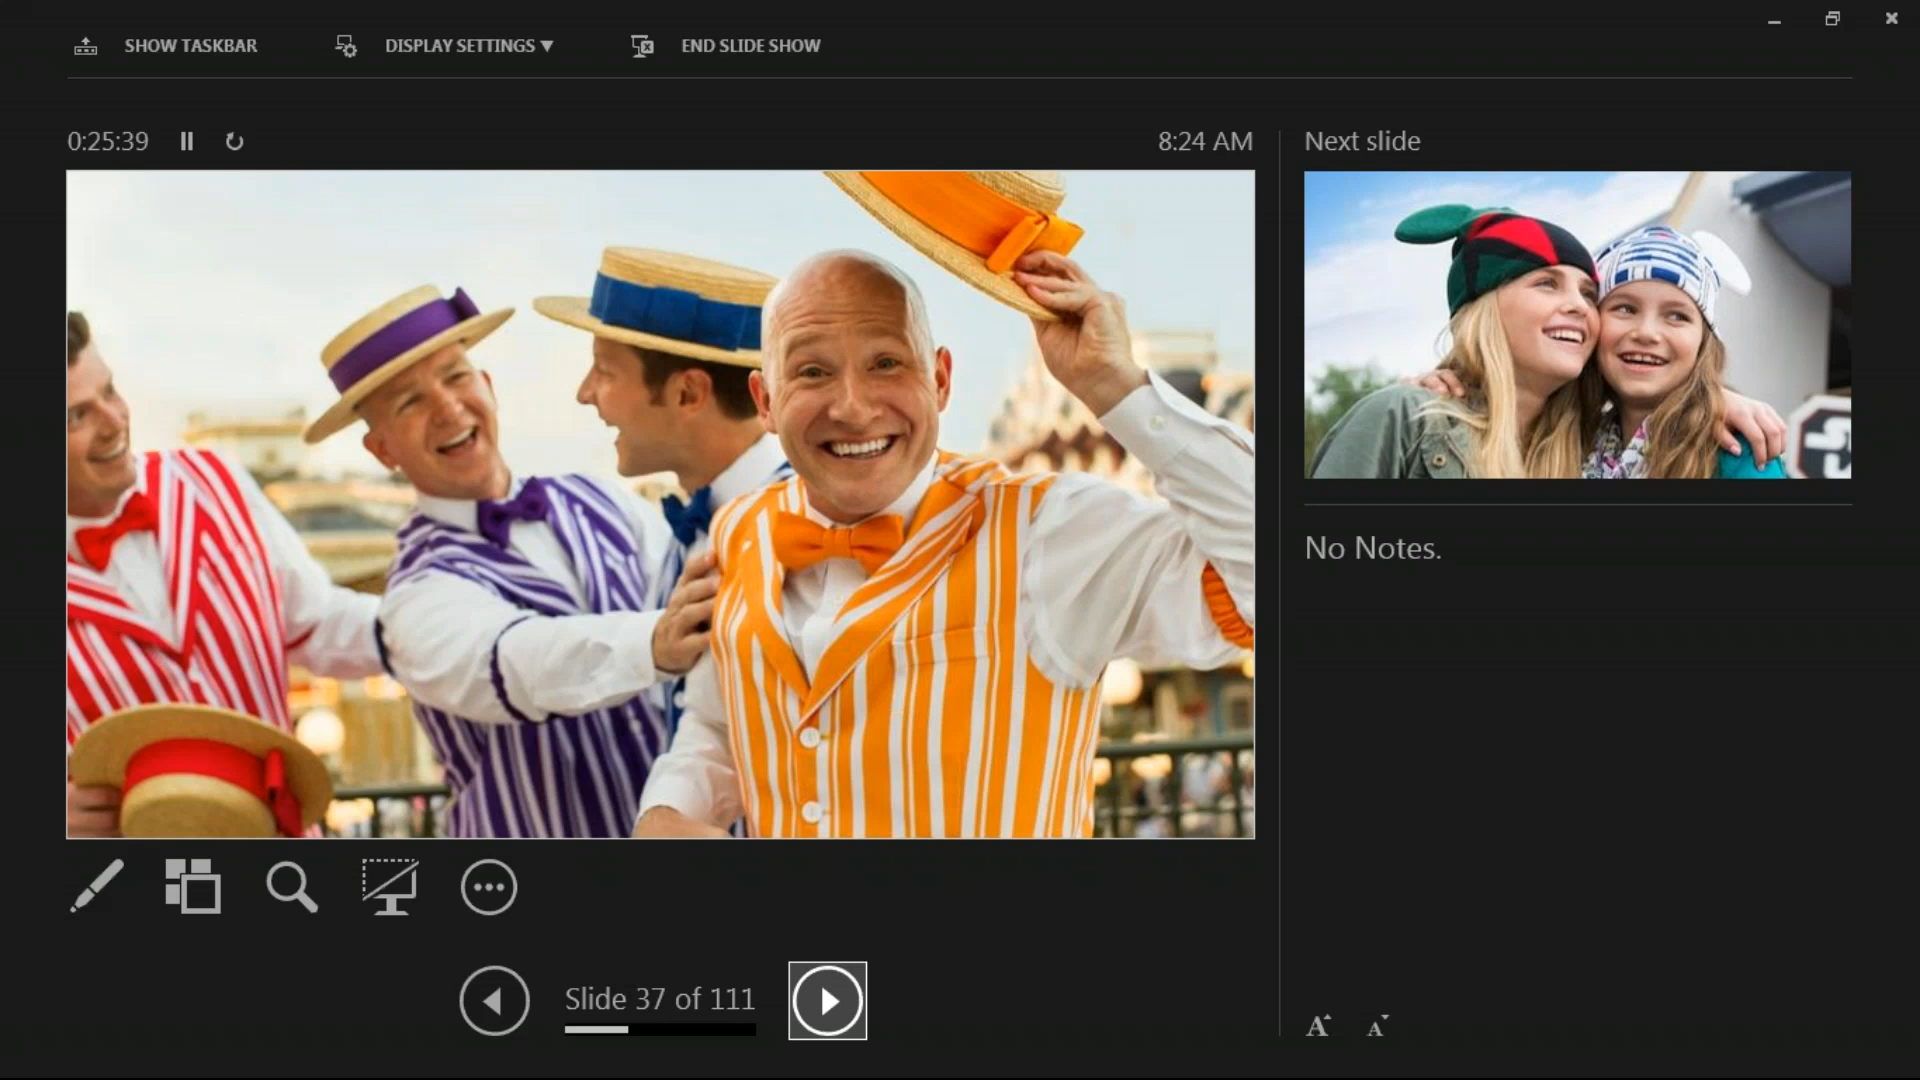 SHOW TASKBAR
DISPLAY SETTINGS ▼
END SLIDE SHOW
0:25:39
8:24 AM
Next slide
No Notes.
Slide 37 of 111
A
A